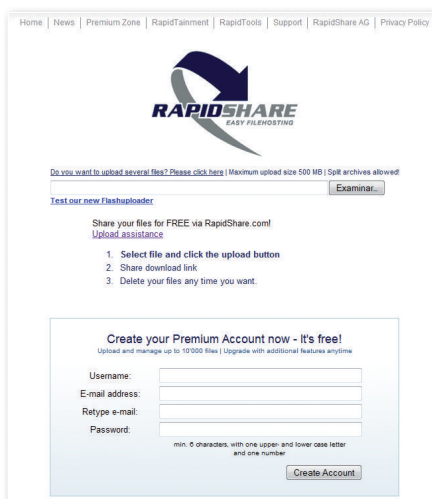 Home | News | Premium Zone | RapidTainment | RapidTools | Support | RapidShare AG | Privacy Policy
RAPIDSHARE
EASY FILEHOSTING
Do you want to upload several files? Please click here | Maximum upload size 500 MB | Split archives allowed!
Examinar..
Test our new Flashuploader
Share your files for FREE via RapidShare.com!
Upload assistance
1. Select file and click the upload button
2. Share download link
3. Delete your files any time you want.
Create your Premium Account now - It's free!
Upload and manage up to 10'000 files | Upgrade with additional features anytime
Username:
E-mail address:
Retype e-mail:
Password:
min. 6 characters, with one upper- and lower case letter
and one number
Create Account